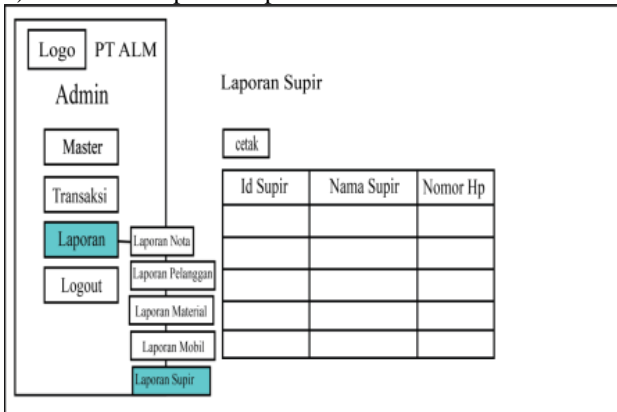 Logo PT ALM
Admin
Master
Transaksi
Laporan
Logout
Laporan Nota
Laporan Pelanggan
Laporan Material
Laporan Mobil
Laporan Supir
Laporan Supir
cetak
Id Supir Nama Supir Nomor Hp